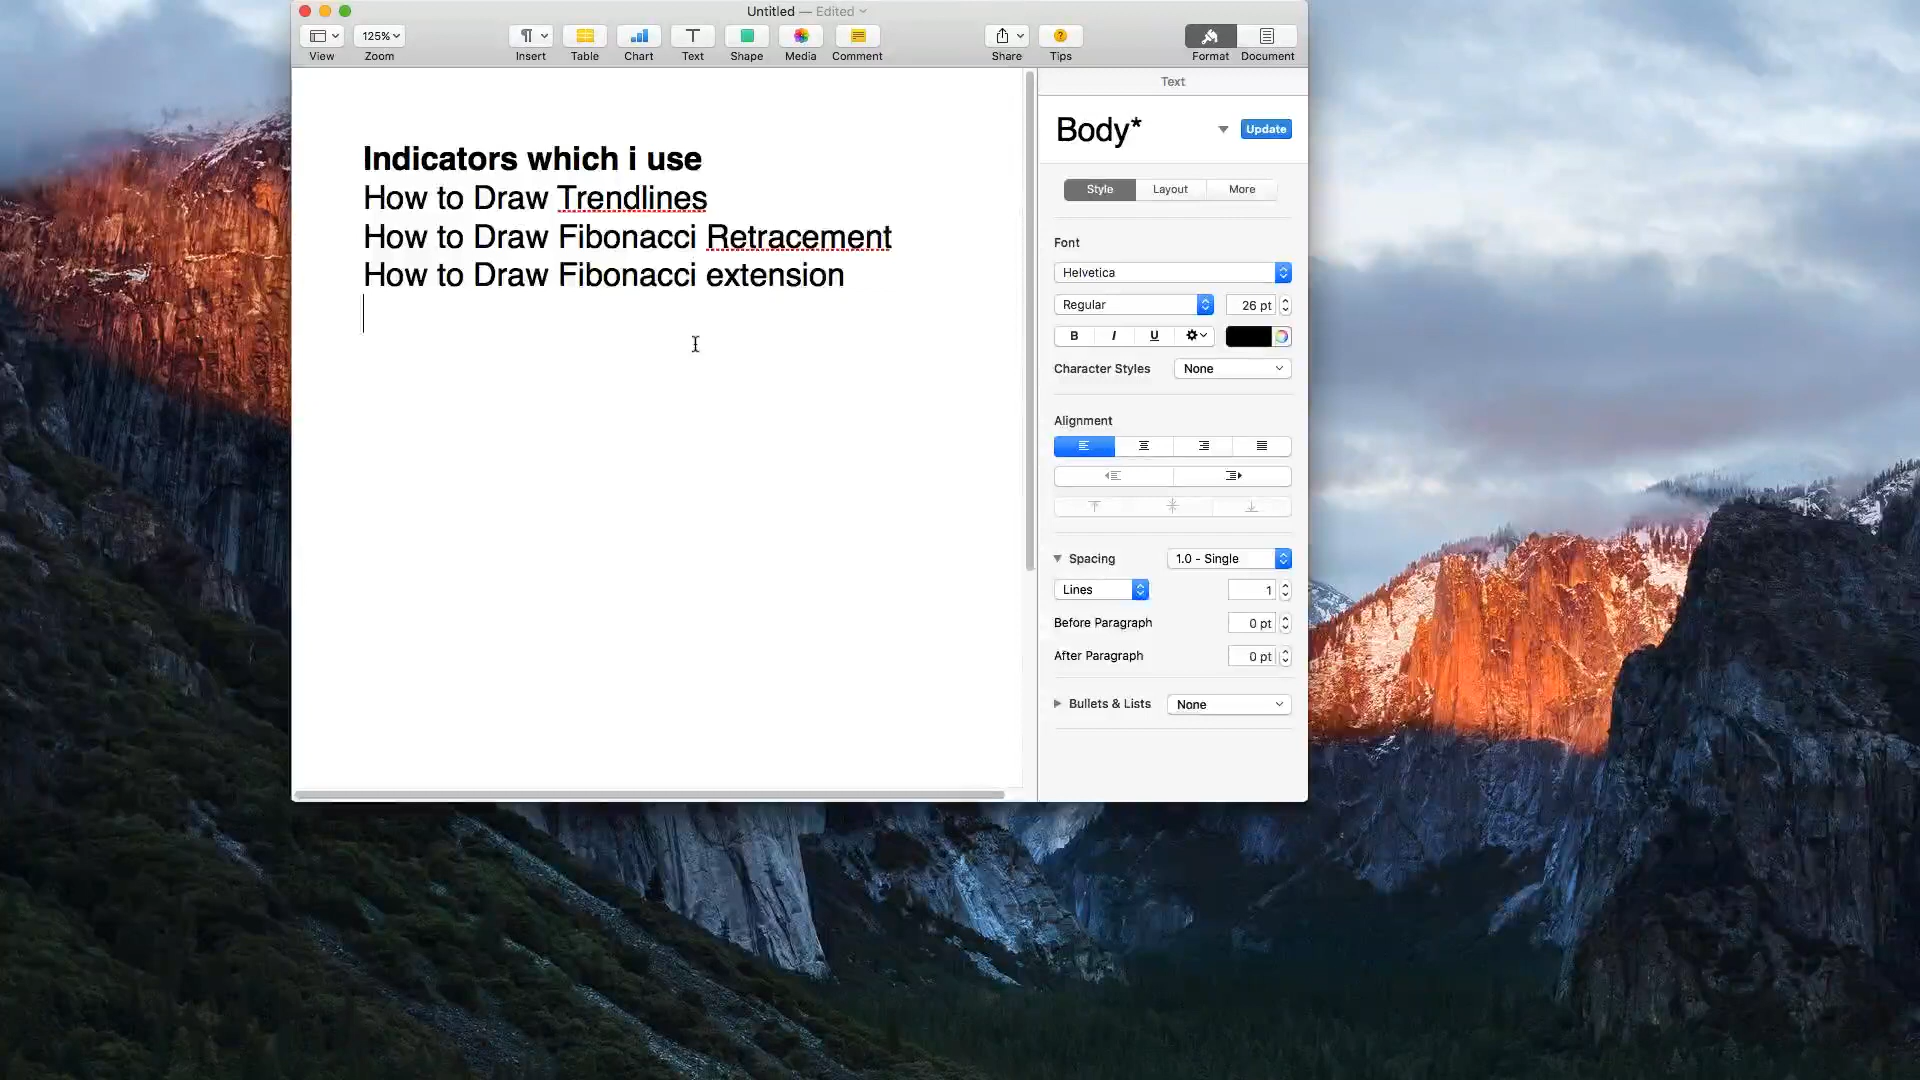 Untitled — Edited
125%
View
Zoom
Insert
Table
Chart
Text
Shape
Media
Comment
Share
Tips
Format
Document
Indicators which i use
How to Draw Trendlines
How to Draw Fibonacci Retracement
How to Draw Fibonacci extension
Text
Body*
Update
Style
Layout
More
Font
Helvetica
Regular
26 pt
B
I
U
Character Styles
None
Alignment
Spacing
1.0 - Single
Lines
1
Before Paragraph
0 pt
After Paragraph
0 pt
Bullets & Lists
None